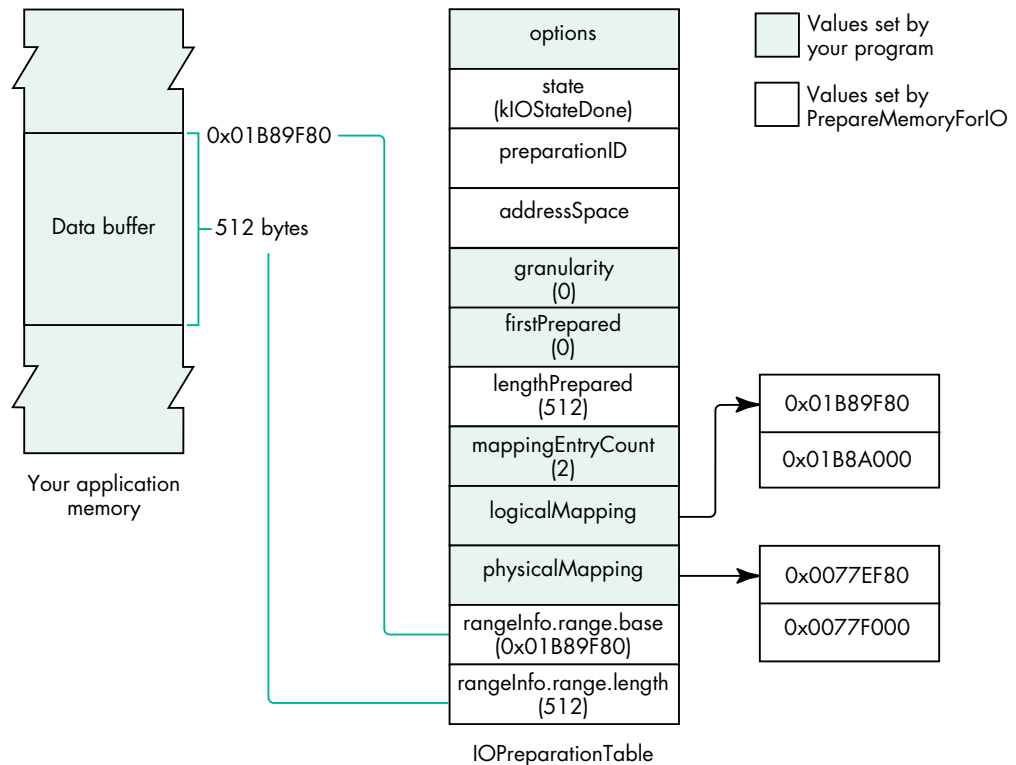 0x01B89F80
Data buffer
512 bytes
Your application
memory
options
state
(kIOStateDone)
preparationID
addressSpace
granularity
(0)
firstPrepared
(0)
lengthPrepared
(512)
mappingEntryCount
(2)
logicalMapping
physicalMapping
rangeInfo.range.base
(0x01B89F80)
rangeInfo.range.length
(512)
IOPreparationTable
Values set by
your program
Values set by
PrepareMemoryForIO
0x01B89F80
0x01B8A000
0x0077EF80
0x0077F000